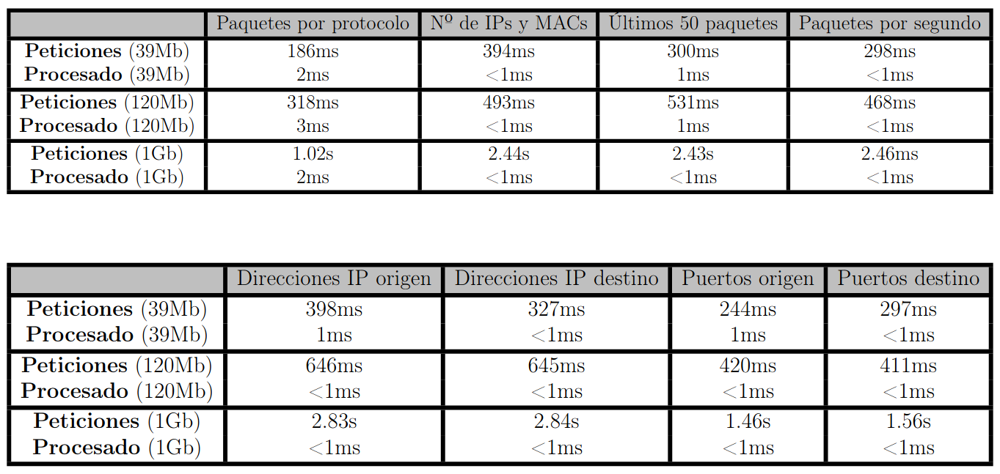 Paquetes por protocolo Nº de IPs y MACs Últimos 50 paquetes Paquetes por segundo
Peticiones (39Mb) 186ms 394ms 300ms 298ms
Procesado (39Mb) 2ms <1ms 1ms <1ms
Peticiones (120Mb) 318ms 493ms 531ms 468ms
Procesado (120Mb) 3ms <1ms 1ms <1ms
Peticiones (1Gb) 1.02s 2.44s 2.43s 2.46ms
Procesado (1Gb) 2ms <1ms <1ms <1ms
Direcciones IP origen Direcciones IP destino Puertos origen Puertos destino
Peticiones (39Mb) 398ms 327ms 244ms 297ms
Procesado (39Mb) 1ms <1ms 1ms <1ms
Peticiones (120Mb) 646ms 645ms 420ms 411ms
Procesado (120Mb) <1ms <1ms <1ms <1ms
Peticiones (1Gb) 2.83s 2.84s 1.46s 1.56s
Procesado (1Gb) <1ms <1ms <1ms <1ms